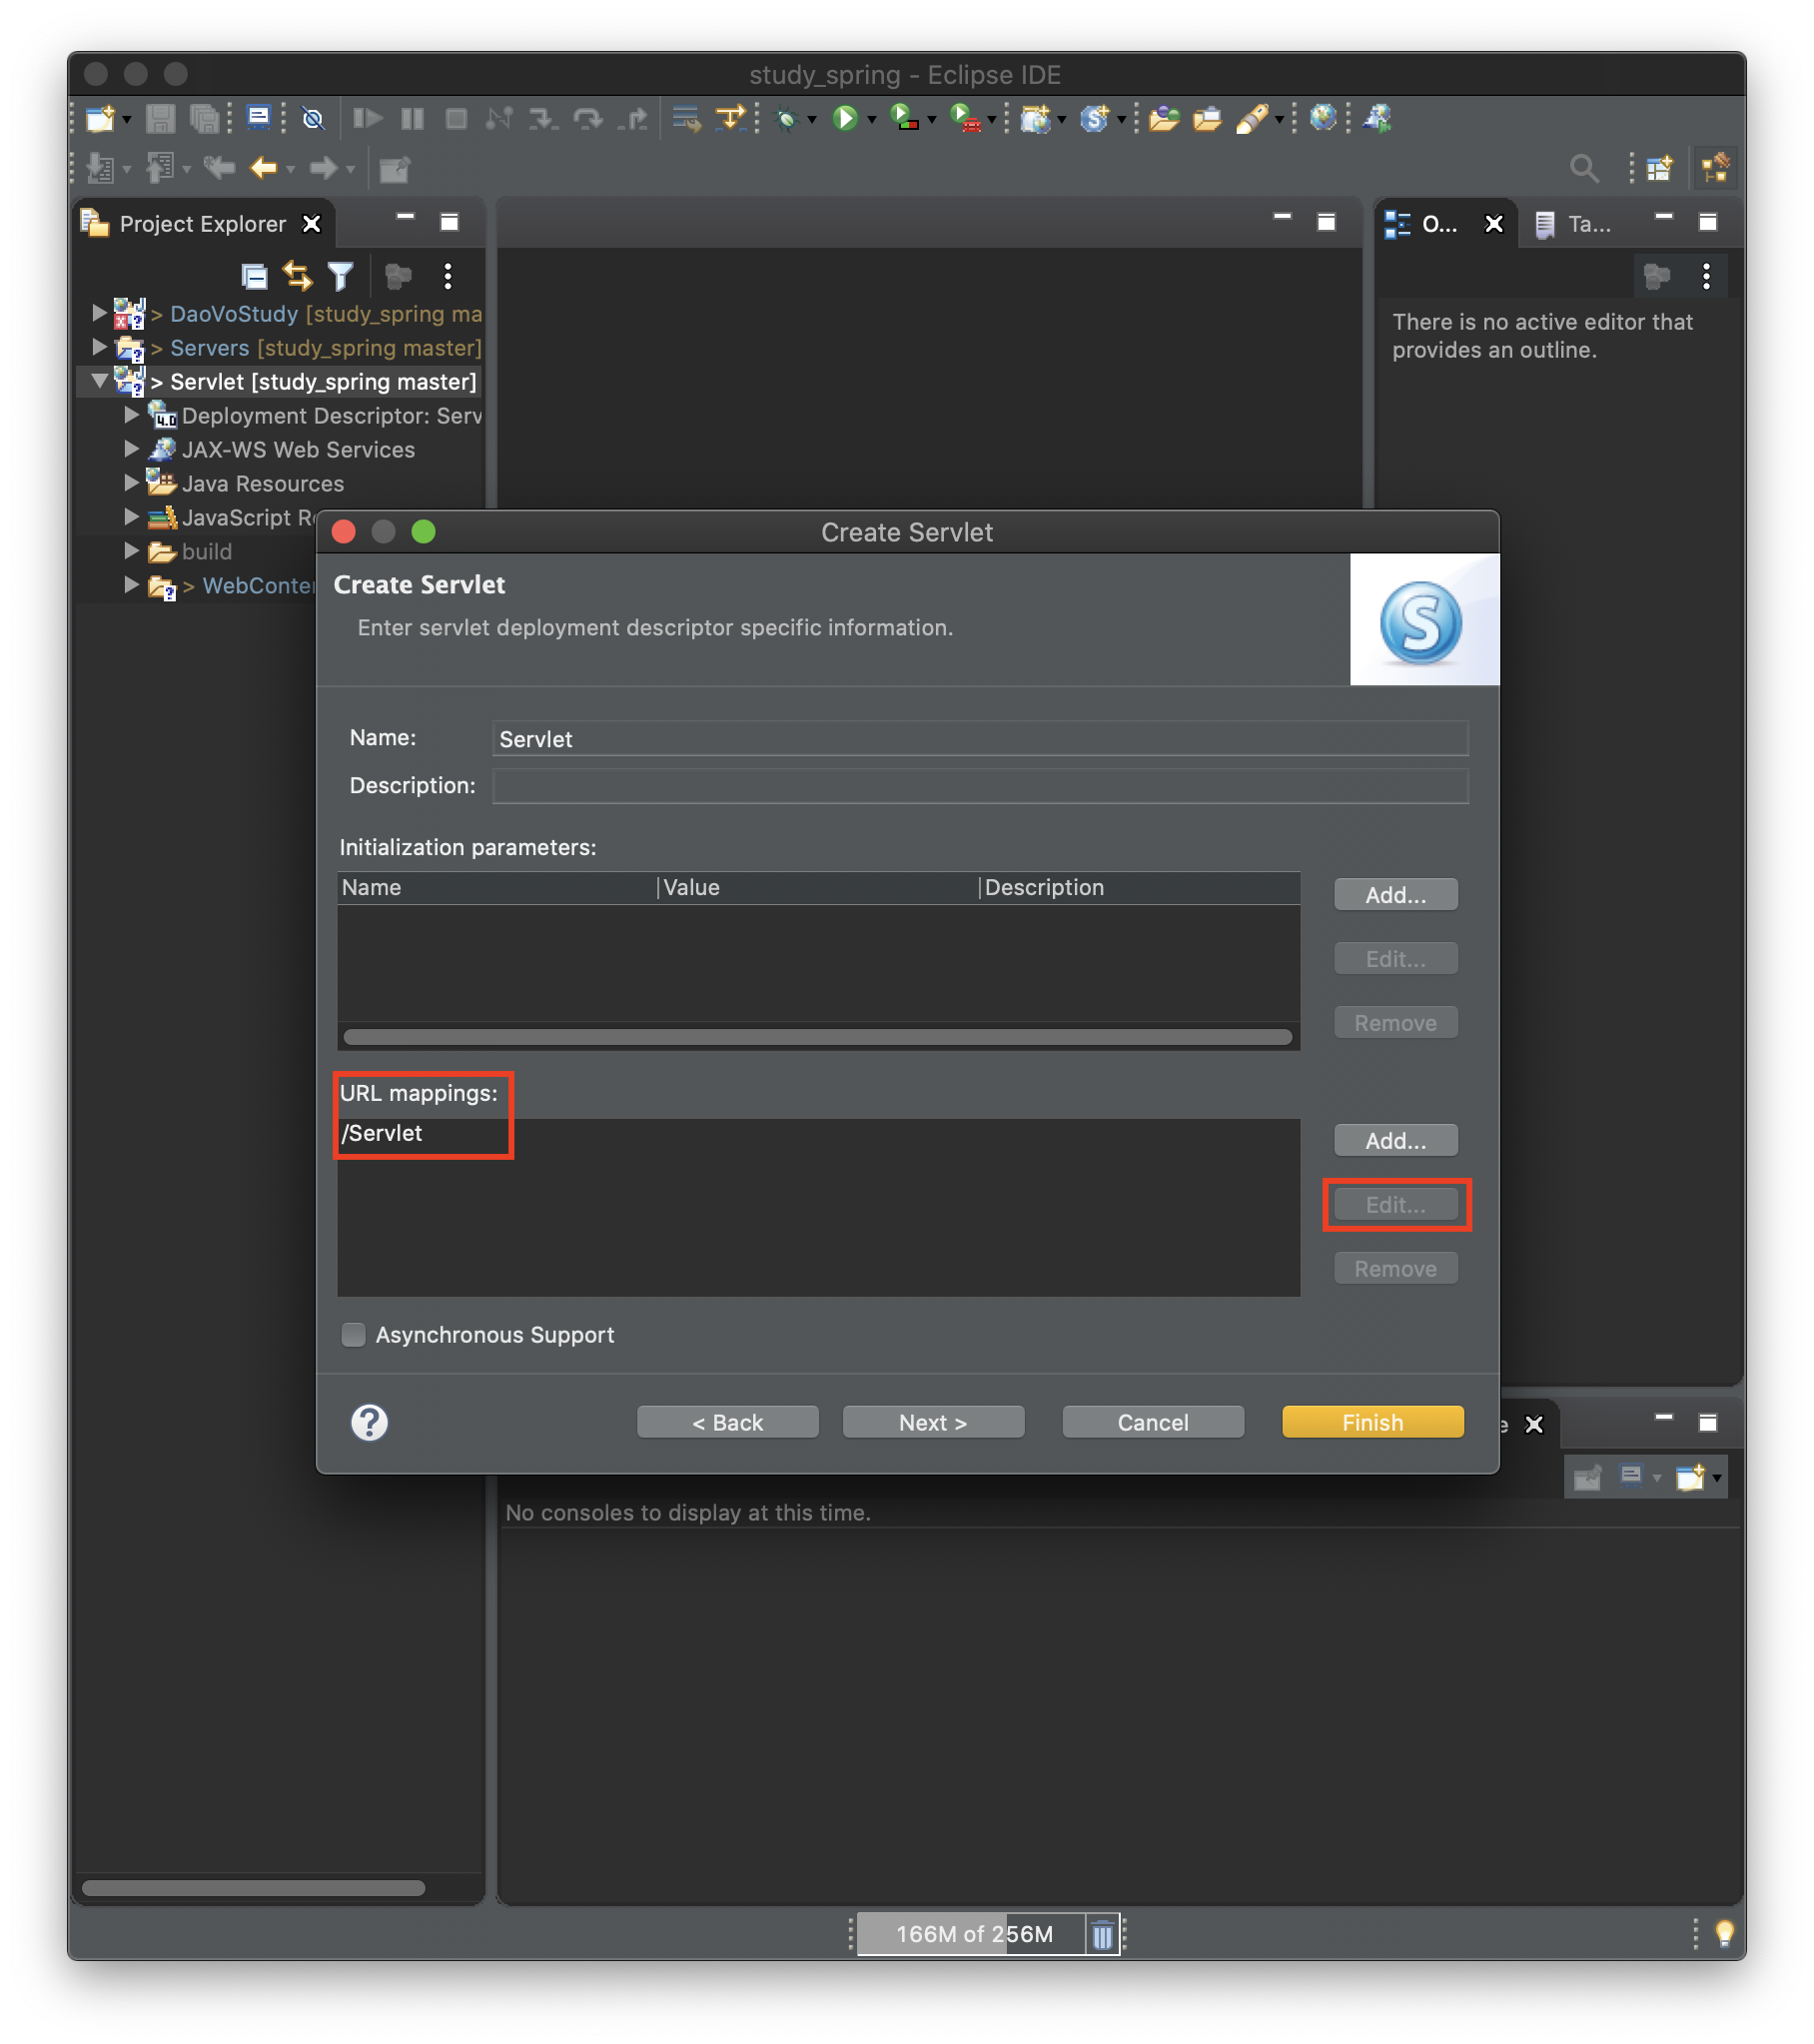 study_spring - Eclipse IDE
Project Explorer
O...
Ta...
> DaoVoStudy [study_spring ma
> Servers [study_spring master]
> Servlet [study_spring master]
4.0 Deployment Descriptor: Serv
JAX-WS Web Services
Java Resources
JavaScript Re
build
> WebConter
There is no active editor that
provides an outline.
Create Servlet
Create Servlet
Enter servlet deployment descriptor specific information.
S
Name: Servlet
Description:
Initialization parameters:
Name Value Description
Add...
Edit...
Remove
URL mappings:
/Servlet
Add...
Edit...
Remove
Asynchronous Support
? < Back Next > Cancel Finish
e
No consoles to display at this time.
166M of 256M